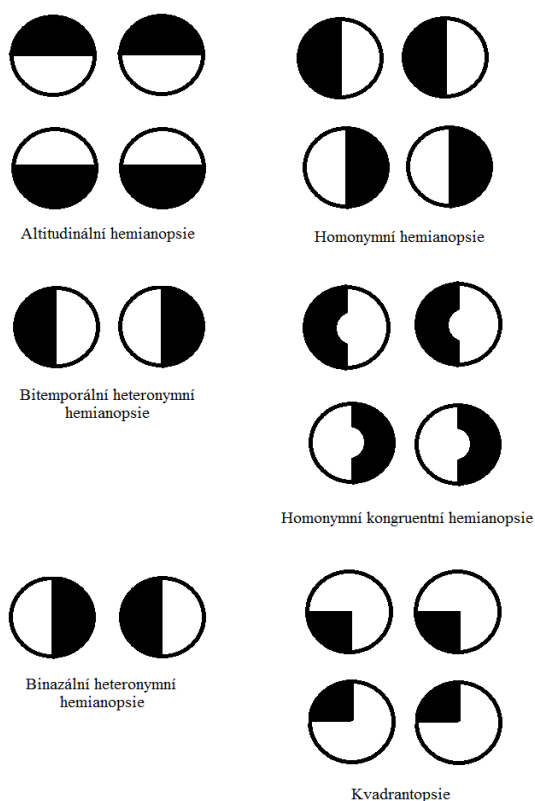 Altitudinální hemianopsie
Homonymní hemianopsie
Bitemporální heteronymní
hemianopsie
Homonymní kongruentní hemianopsie
Binazální heteronymní
hemianopsie
Kvadrantopsie